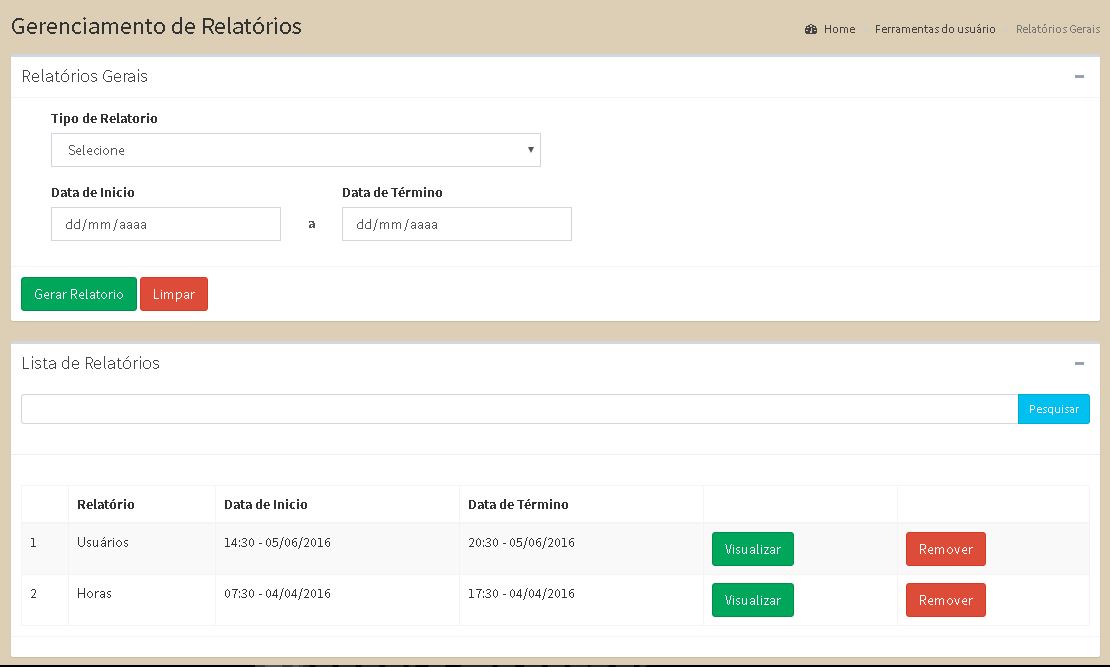 Gerenciamento de Relatórios
Home Ferramentas do usuário Relatórios Gerais
Relatórios Gerais
Tipo de Relatorio
Selecione
Data de Inicio Data de Término
dd/mm/aaaa a dd/mm/aaaa
Gerar Relatorio Limpar
Lista de Relatórios
Pesquisar
Relatório Data de Inicio Data de Término
1 Usuários 14:30 - 05/06/2016 20:30 - 05/06/2016 Visualizar Remover
2 Horas 07:30 - 04/04/2016 17:30 - 04/04/2016 Visualizar Remover